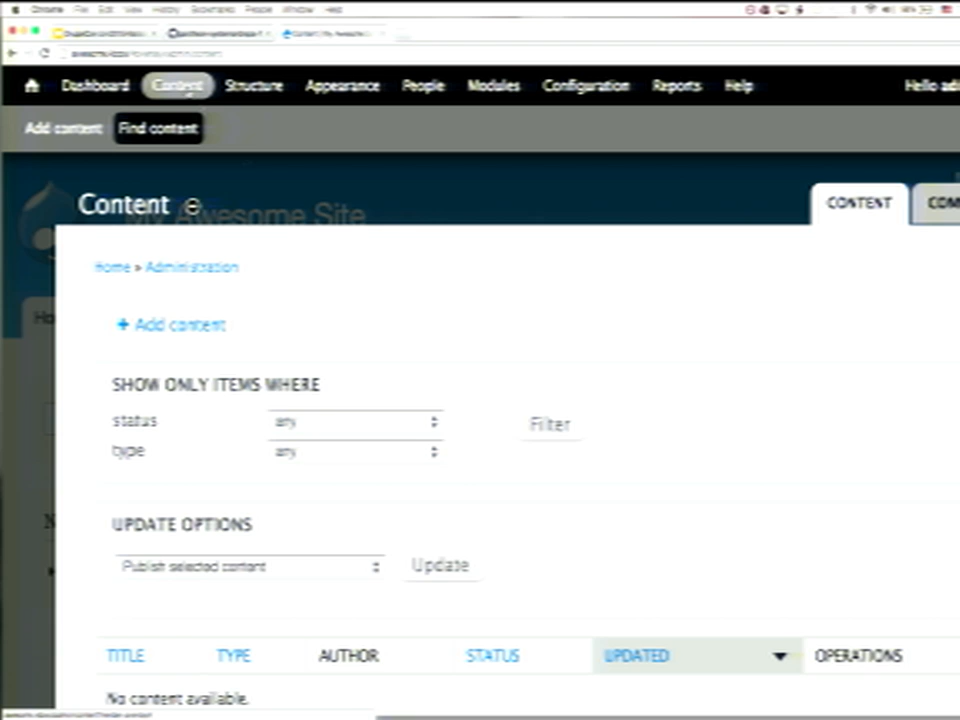 Chrome File Edit View History Bookmarks People Window Help
Dashboard Content Structure Appearance People Modules Configuration Reports Help Hello
Add content Find content
Content
My Awesome Site
CONTENT
Home » Administration
+ Add content
SHOW ONLY ITEMS WHERE
status any Filter
type any
UPDATE OPTIONS
Publish selected content Update
TITLE TYPE AUTHOR STATUS UPDATED OPERATIONS
No content available.